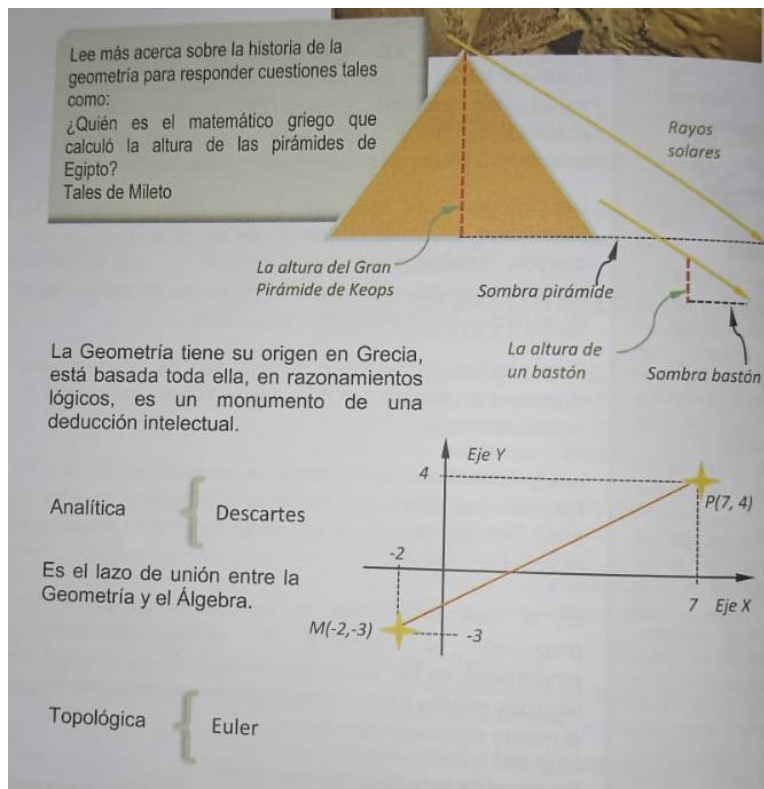 Lee más acerca sobre la historia de la
geometría para responder cuestiones tales
como:
¿Quién es el matemático griego que
calculó la altura de las pirámides de
Egipto?
Tales de Mileto
Rayos
solares
La altura del Gran
Pirámide de Keops
Sombra pirámide
La altura de
un bastón
Sombra bastón
La Geometría tiene su origen en Grecia,
está basada toda ella, en razonamientos
lógicos, es un monumento de una
deducción intelectual.
Eje Y
4
P(7, 4)
Analítica
Descartes
-2
Es el lazo de unión entre la
Geometría y el Álgebra.
7 Eje X
M(-2,-3)
-3
Topológica
Euler